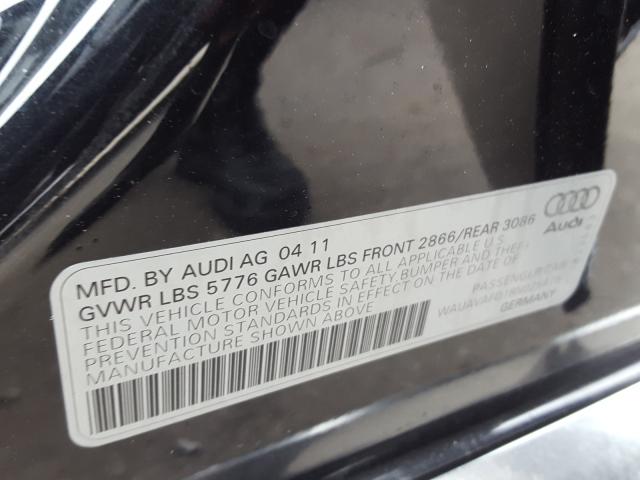 MFD. BY AUDI AG 04 11
GVWR LBS 5776 GAWR LBS FRONT 2866/REAR 3086
THIS VEHICLE CONFORMS TO ALL APPLICABLE U.S.
FEDERAL MOTOR VEHICLE SAFETY, BUMPER AND THEFT
PREVENTION STANDARDS IN EFFECT ON DATE OF
MANUFACTURE SHOWN ABOVE
Audi
GERMANY